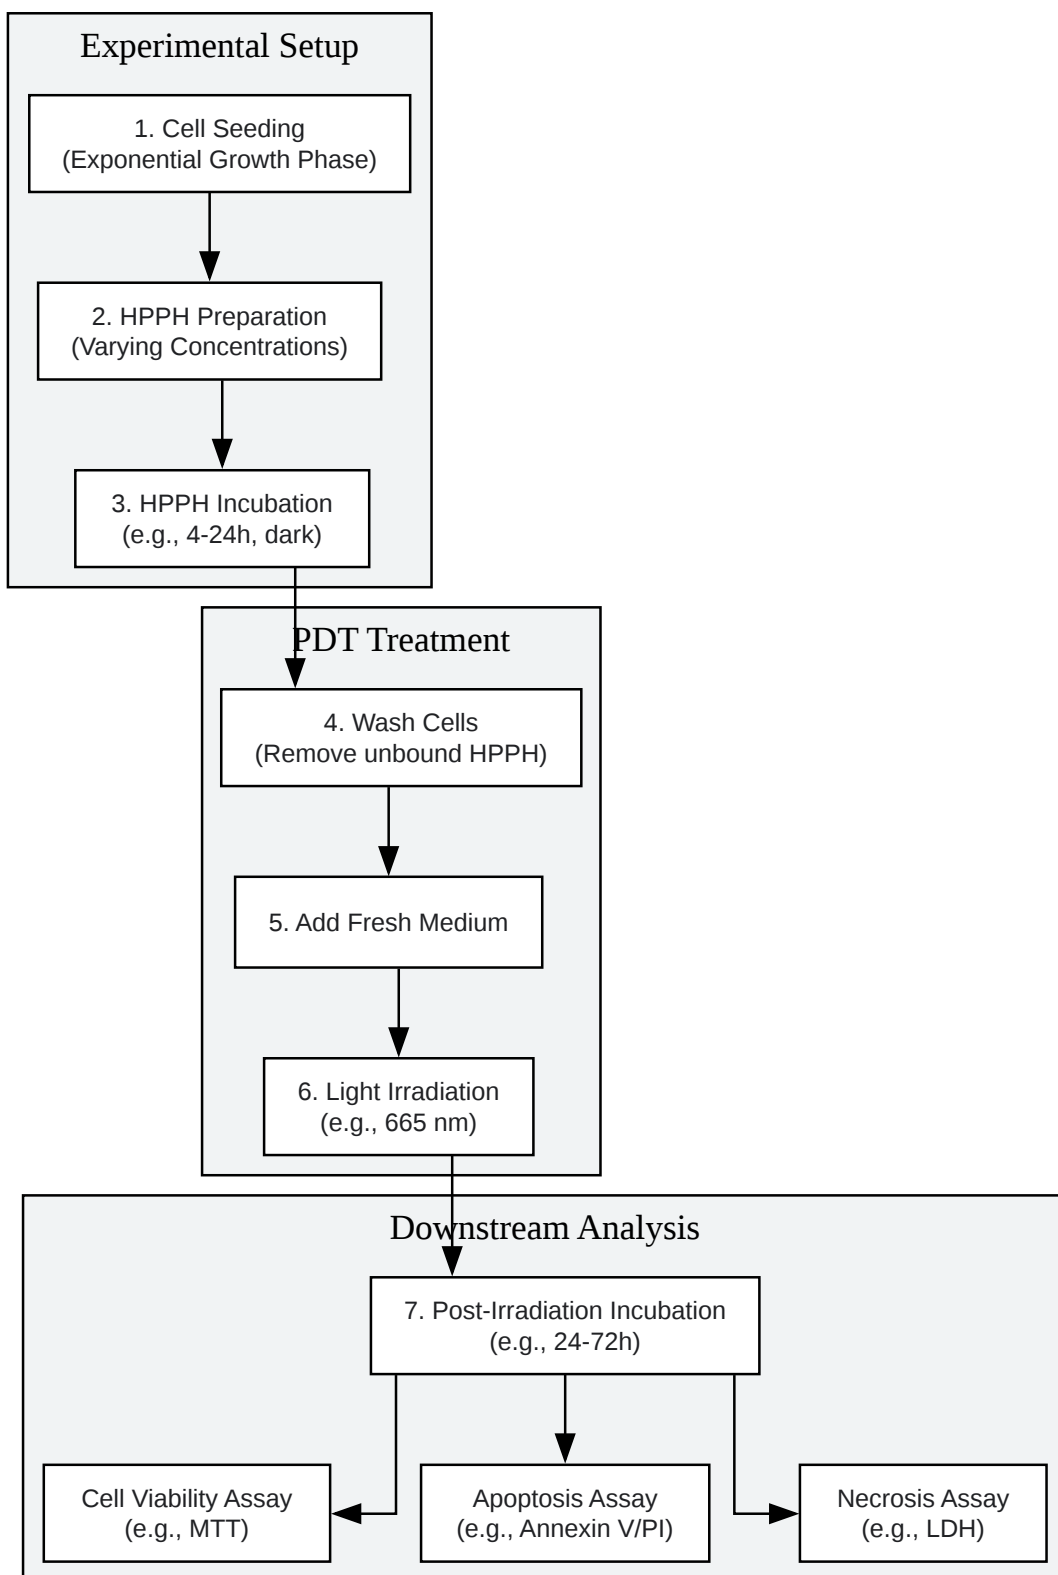 Experimental Setup
1. Cell Seeding
(Exponential Growth Phase)
2. HPPH Preparation
(Varying Concentrations)
3. HPPH Incubation
(e.g., 4-24h, dark)
PDT Treatment
4. Wash Cells
(Remove unbound HPPH)
5. Add Fresh Medium
6. Light Irradiation
(e.g., 665 nm)
Downstream Analysis
7. Post-Irradiation Incubation
(e.g., 24-72h)
Cell Viability Assay
(e.g., MTT)
Apoptosis Assay
(e.g., Annexin V/PI)
Necrosis Assay
(e.g., LDH)